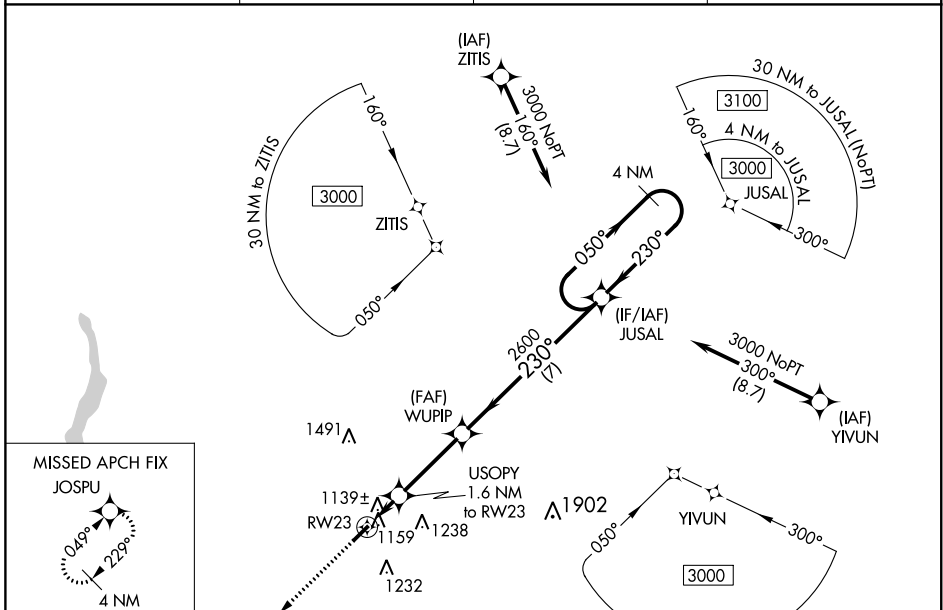 (IAF)
ZITIS
3000 NoPT
160°
(8.7)
30 NM to ZITIS
160°
3000
ZITIS
050°
30 NM to JUSAL (NoPT)
3100
4 NM to JUSAL
3000
160°
JUSAL
300°
4 NM
050°
230°
(IF/IAF)
JUSAL
2600
230°
(7)
3000 NoPT
300°
(8.7)
(IAF)
YIVUN
(FAF)
WUPIP
1491
USOPY
1.6 NM
to RW23
1139±
RW23
1159
1238
1902
1232
MISSED APCH FIX
JOSPU
049°
229°
4 NM
YIVUN
050°
300°
3000